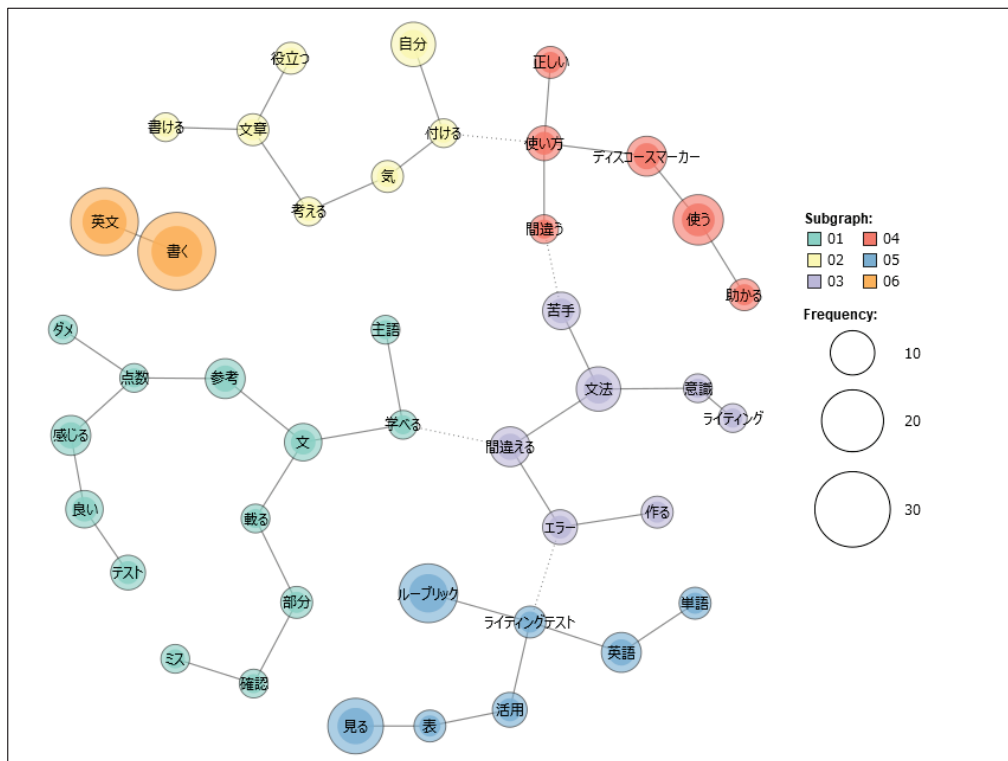 自分
役立つ
正しい
書ける
文章
付ける
使い方
ディスコースマーカー
気
考える
英文
書く
使う
間違う
助かる
Subgraph:
01
04
02
05
03
06
Frequency:
10
20
30
苦手
ダメ
主語
点数
参考
文法
意識
ライティング
感じる
文
学べる
間違える
良い
載る
エラー
作る
テスト
ルーブリック
部分
ライティングテスト
単語
英語
ミス
確認
活用
見る
表